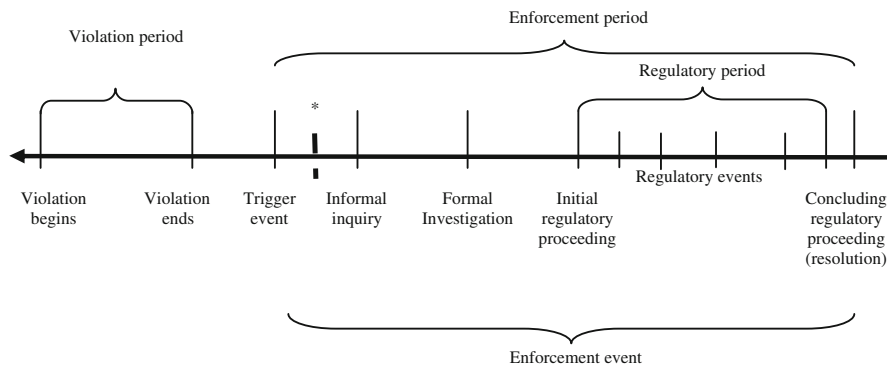 Enforcement period
Violation period
Regulatory period
*
Regulatory events
Violation
begins
Violation
ends
Trigger
event
Informal
inquiry
Formal
Investigation
Initial
regulatory
proceeding
Concluding
regulatory
proceeding
(resolution)
Enforcement event